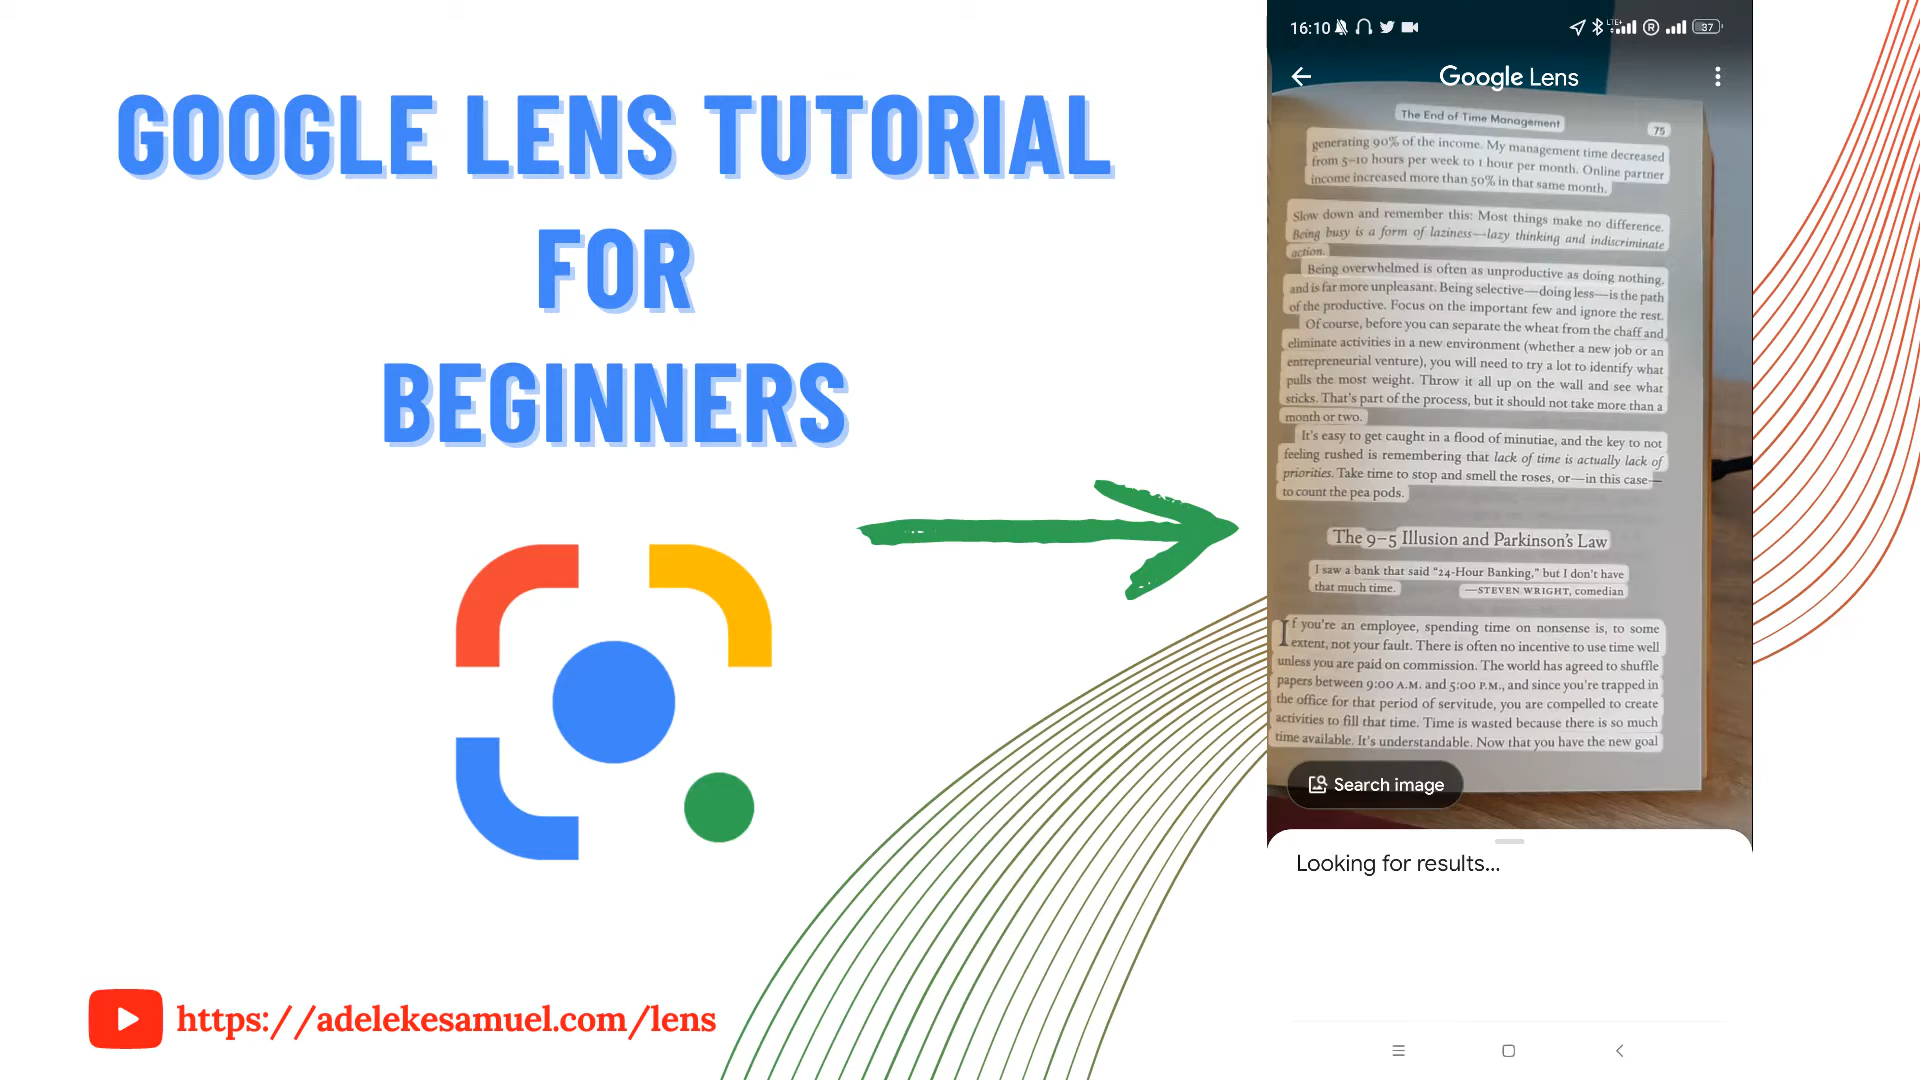 GOOGLE LENS TUTORIAL
FOR
BEGINNERS
https://adelekesamuel.com/lens
16:10
LTE+
R
37
Google Lens
The End of Time Management
75
generating 90% of the income. My management time decreased
from 5–10 hours per week to 1 hour per month. Online partner
income increased more than 50% in that same month.
Slow down and remember this: Most things make no difference.
Being busy is a form of laziness—lazy thinking and indiscriminate
action.
Being overwhelmed is often as unproductive as doing nothing,
and is far more unpleasant. Being selective—doing less—is the path
of the productive. Focus on the important few and ignore the rest.
Of course, before you can separate the wheat from the chaff and
eliminate activities in a new environment (whether a new job or an
entrepreneurial venture), you will need to try a lot to identify what
pulls the most weight. Throw it all up on the wall and see what
sticks. That's part of the process, but it should not take more than a
month or two.
It's easy to get caught in a flood of minutiae, and the key to not
feeling rushed is remembering that lack of time is actually lack of
priorities. Take time to stop and smell the roses, or—in this case—
to count the pea pods.
The 9–5 Illusion and Parkinson's Law
I saw a bank that said "24-Hour Banking," but I don't have
that much time. —STEVEN WRIGHT, comedian
If you're an employee, spending time on nonsense is, to some
extent, not your fault. There is often no incentive to use time well
unless you are paid on commission. The world has agreed to shuffle
papers between 9:00 A.M. and 5:00 P.M., and since you're trapped in
the office for that period of servitude, you are compelled to create
activities to fill that time. Time is wasted because there is so much
time available. It's understandable. Now that you have the new goal
Search image
Looking for results...